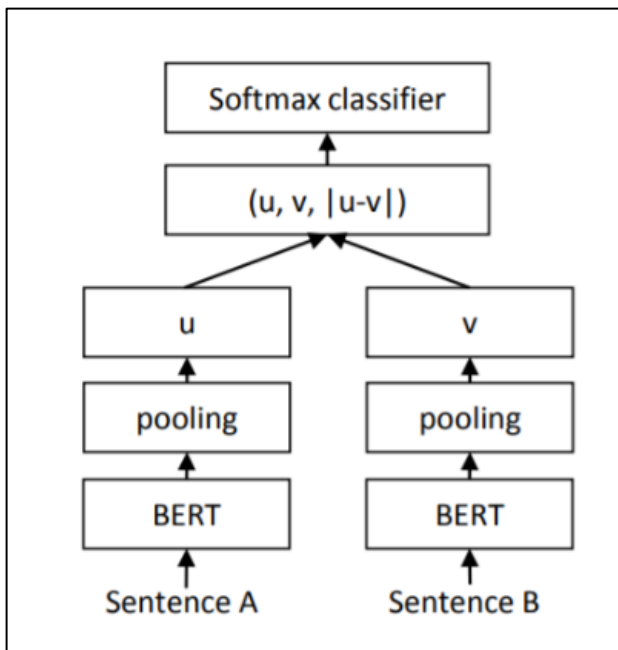 Softmax classifier
(u, v, |u-v|)
u
v
pooling
pooling
BERT
BERT
Sentence A
Sentence B